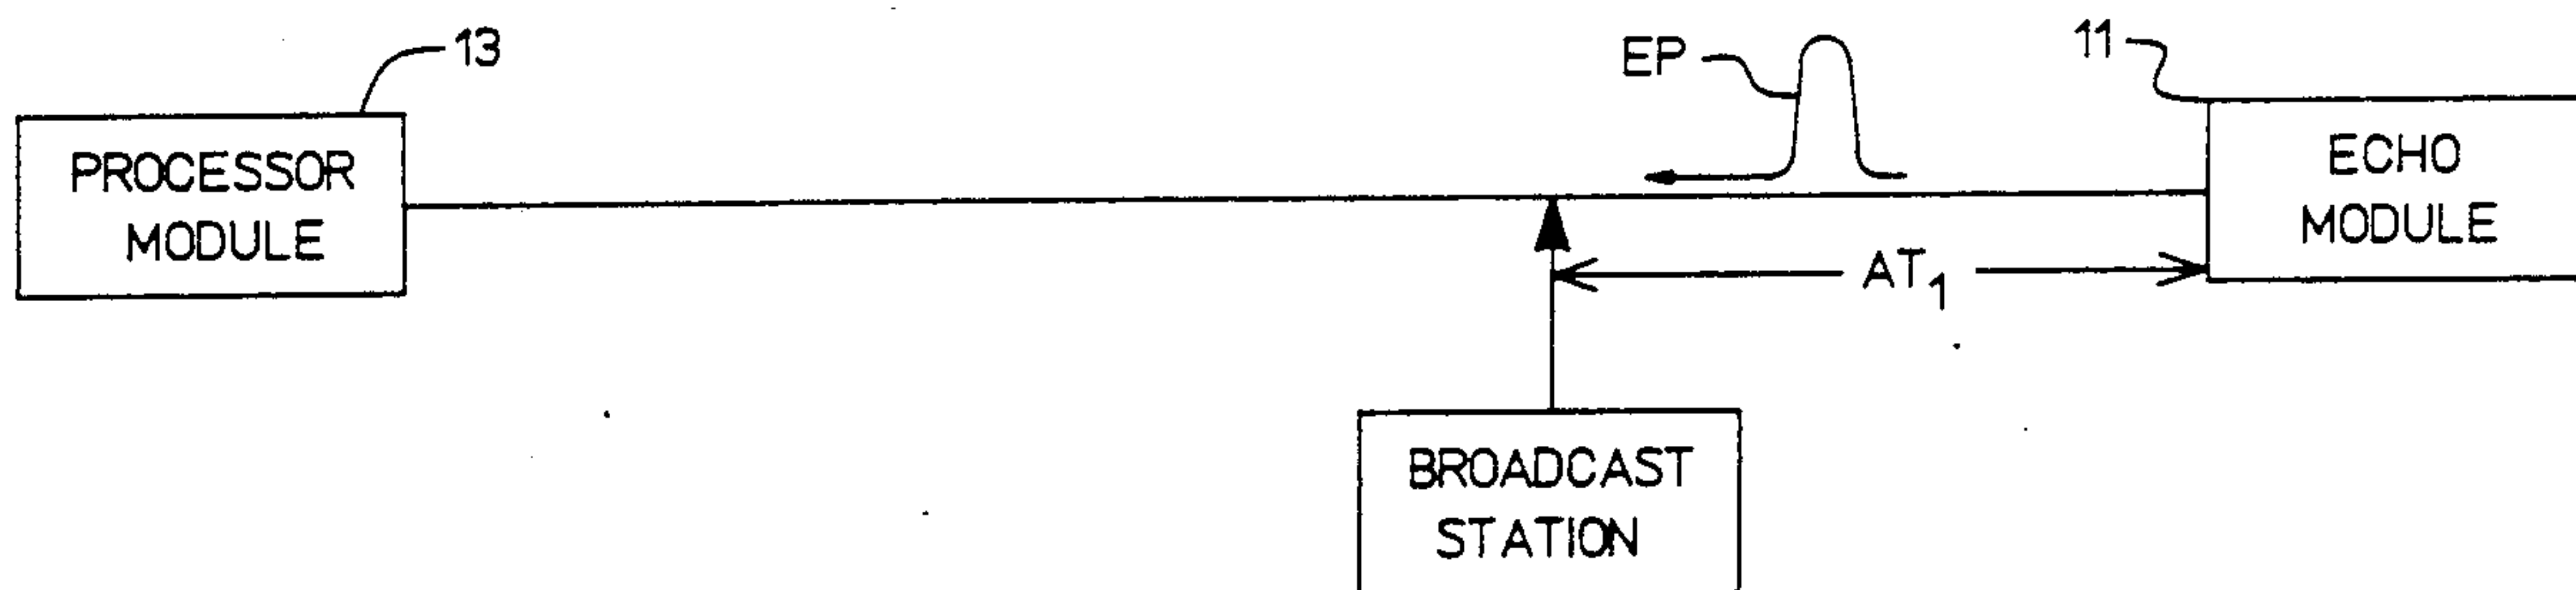 13
EP
11
PROCESSOR
MODULE
ECHO
MODULE
AT₁
BROADCAST
STATION